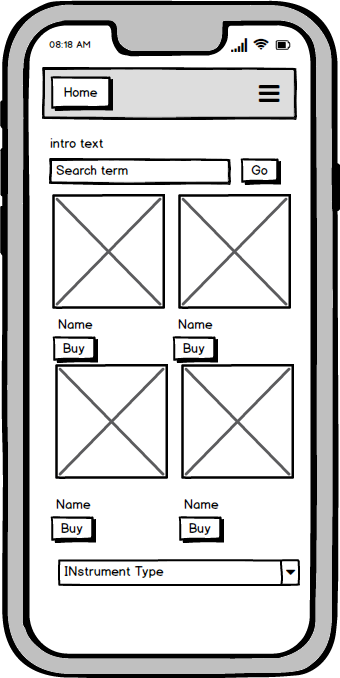 08:18 AM
Home
intro text
Search term
Go
Name
Name
Buy
Buy
Name
Name
Buy
Buy
INstrument Type